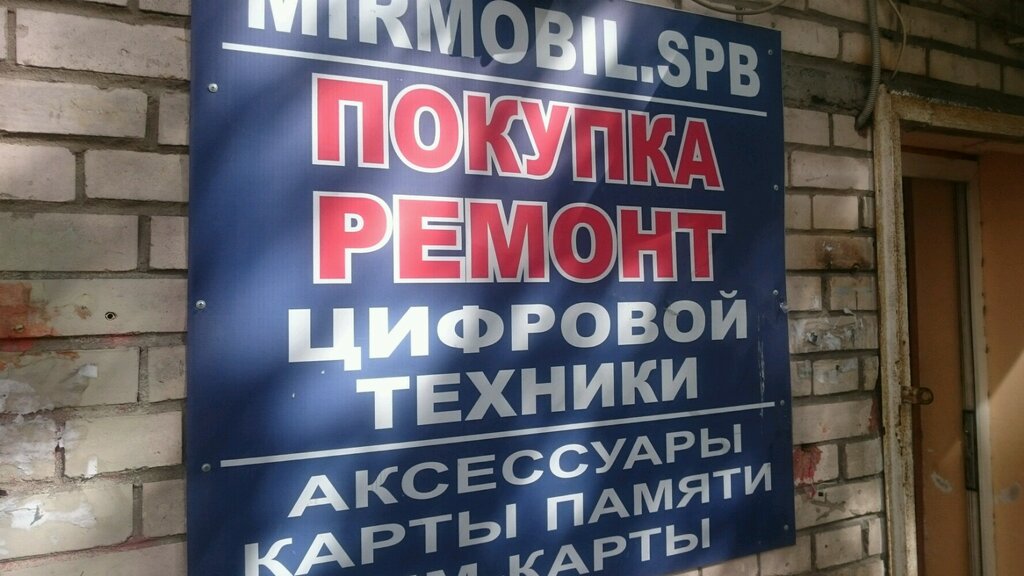 MIRMOBIL.SPB
ПОКУПКА
РЕМОНТ
ЦИФРОВОЙ
ТЕХНИКИ
АКСЕССУАРЫ
КАРТЫ ПАМЯТИ
КАРТЫ